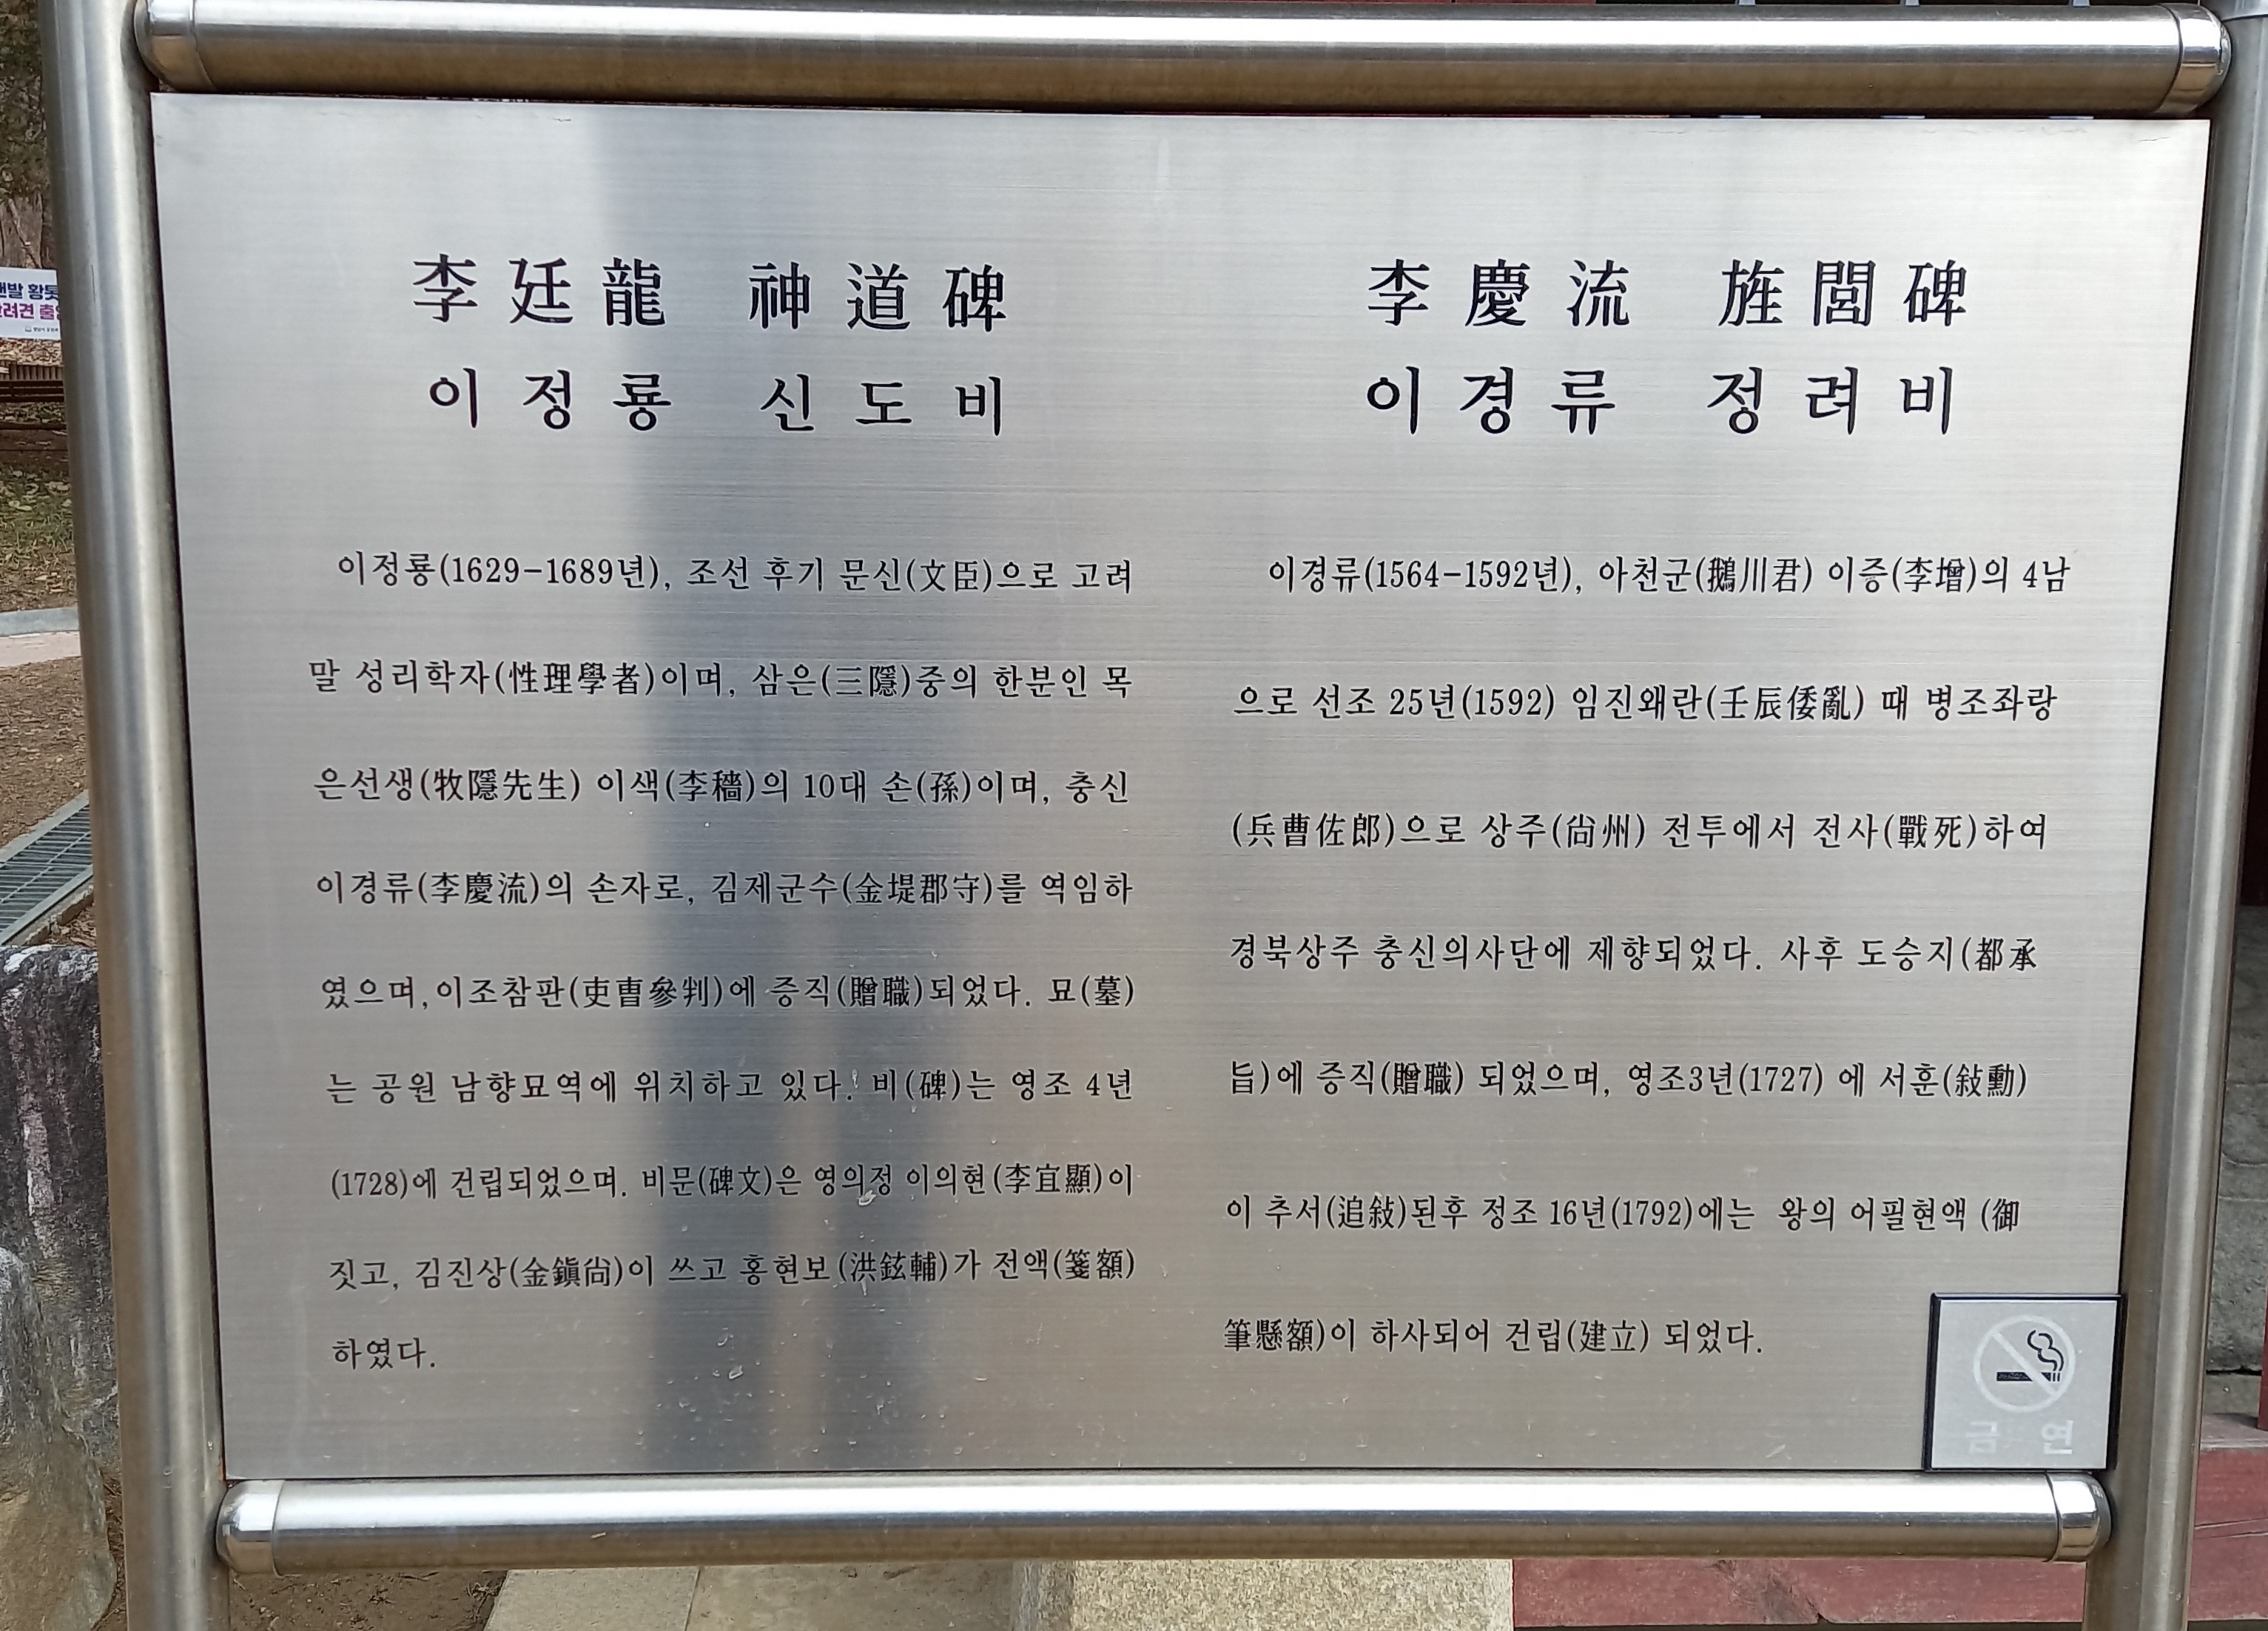 李廷龍 神道碑
이정룡 신도비
이정룡(1629-1689년), 조선 후기 문신(文臣)으로 고려
말 성리학자(性理學者)이며, 삼은(三隱)중의 한분인 목
은선생(牧隱先生) 이색(李穡)의 10대 손(孫)이며, 충신
이경류(李慶流)의 손자로, 김제군수(金堤郡守)를 역임하
였으며,이조참판(吏曺參判)에 증직(贈職)되었다. 묘(墓)
는 공원 남향묘역에 위치하고 있다. 비(碑)는 영조 4년
(1728)에 건립되었으며. 비문(碑文)은 영의정 이의현(李宜顯)이
짓고, 김진상(金鎭尙)이 쓰고 홍현보(洪鉉輔)가 전액(箋額)
하였다.
李慶流 旌閭碑
이경류 정려비
이경류(1564-1592년), 아천군(鵝川君) 이증(李增)의 4남
으로 선조 25년(1592) 임진왜란(壬辰倭亂) 때 병조좌랑
(兵曹佐郎)으로 상주(尙州) 전투에서 전사(戰死)하여
경북상주 충신의사단에 제향되었다. 사후 도승지(都承
旨)에 증직(贈職) 되었으며, 영조3년(1727) 에 서훈(敍勳)
이 추서(追敍)된후 정조 16년(1792)에는 왕의 어필현액 (御
筆懸額)이 하사되어 건립(建立) 되었다.
금 연